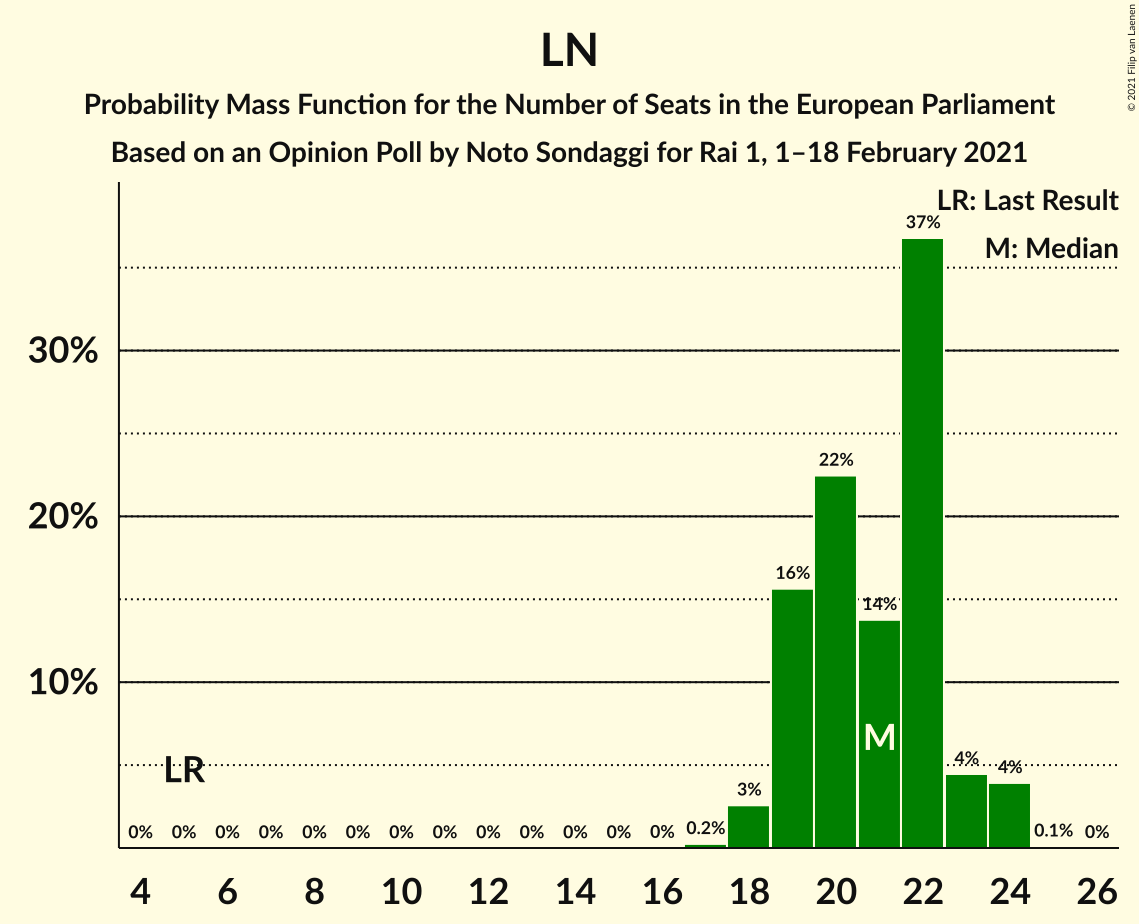 LN
Probability Mass Function for the Number of Seats in the European Parliament
Based on an Opinion Poll by Noto Sondaggi for Rai 1, 1–18 February 2021
© 2021 Filip van Laenen
LR: Last Result
M: Median
37%
30%
22%
20%
16%
14%
10%
M
LR
4% 4%
3%
0% 0% 0% 0% 0% 0% 0% 0% 0% 0% 0% 0% 0% 0.2% 0.1% 0%
4 6 8 10 12 14 16 18 20 22 24 26